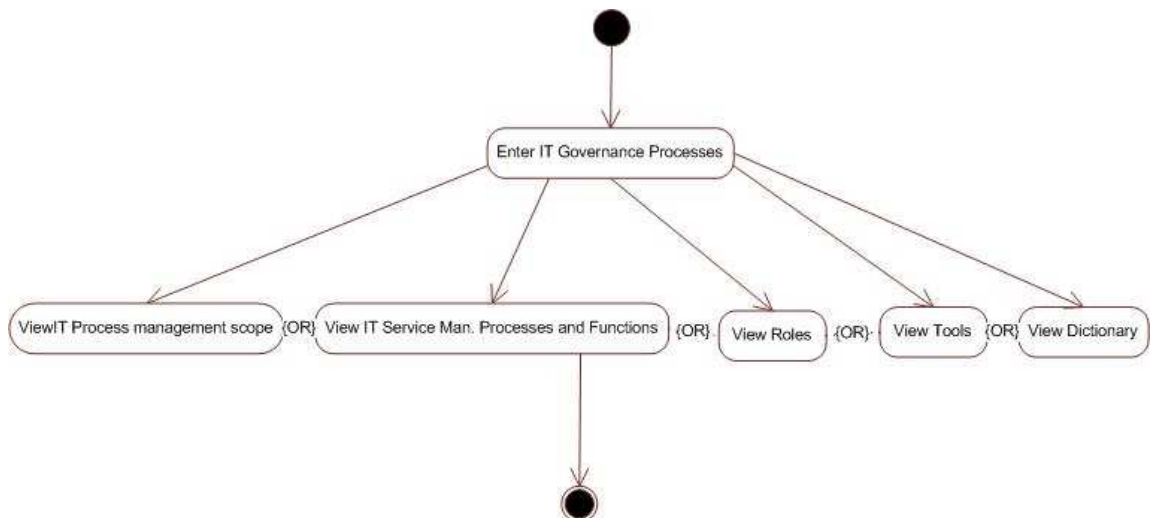 Enter IT Governance Processes
ViewIT Process management scope {OR} View IT Service Man. Processes and Functions {OR} View Roles {OR} View Tools {OR} View Dictionary